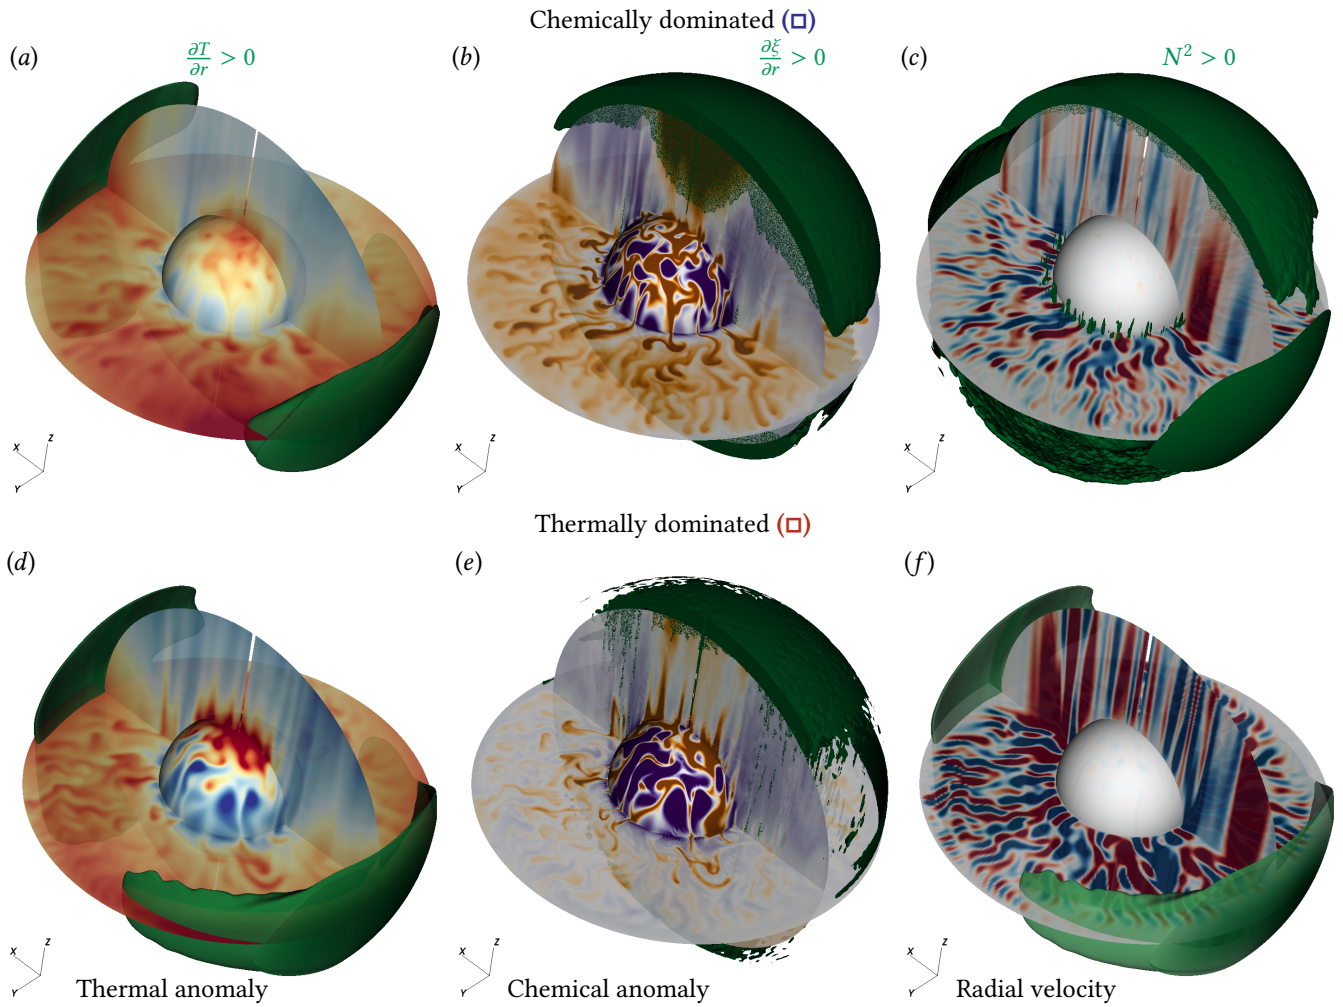 Chemically dominated (□)
(a) ∂T/∂r > 0
(b) ∂ξ/∂r > 0
(c) N² > 0
X Z Y
X Z Y
X Z Y
Thermally dominated (□)
(d)
(e)
(f)
X Z Y
X Z Y
X Z Y
Thermal anomaly
Chemical anomaly
Radial velocity